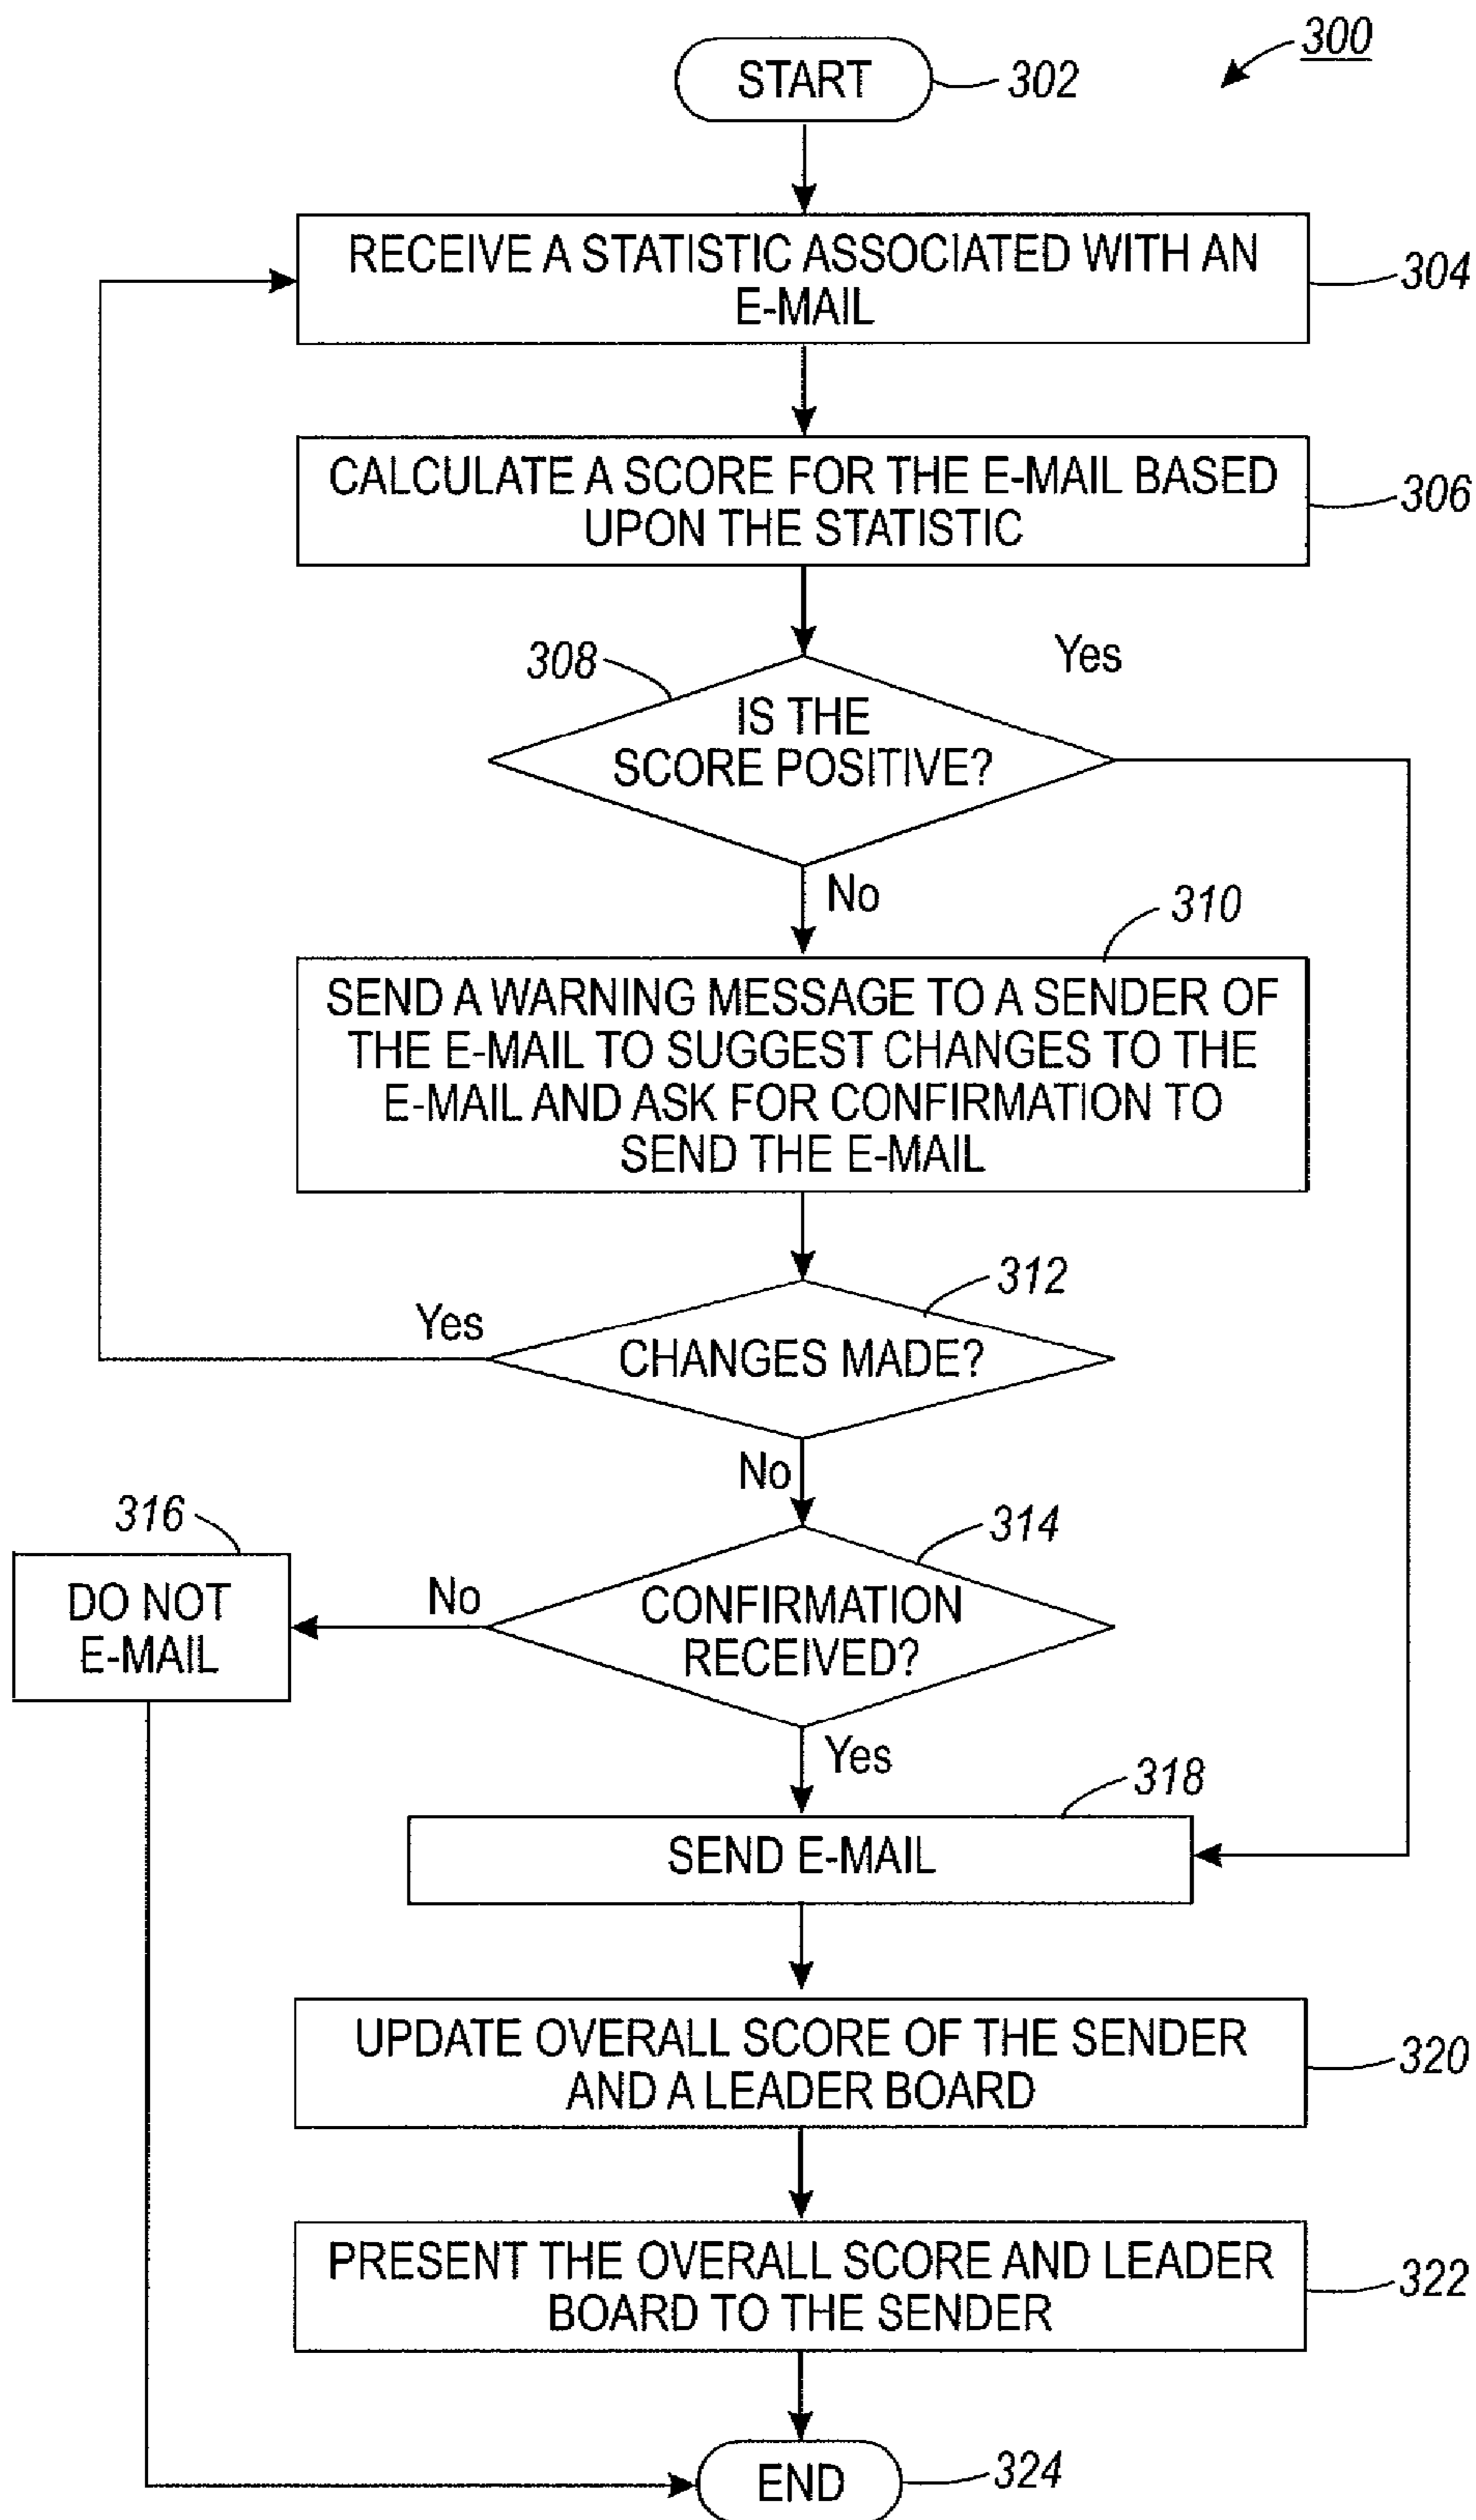 300
START
302
RECEIVE A STATISTIC ASSOCIATED WITH AN
E-MAIL
304
CALCULATE A SCORE FOR THE E-MAIL BASED
UPON THE STATISTIC
306
308
Yes
IS THE
SCORE POSITIVE?
No
310
SEND A WARNING MESSAGE TO A SENDER OF
THE E-MAIL TO SUGGEST CHANGES TO THE
E-MAIL AND ASK FOR CONFIRMATION TO
SEND THE E-MAIL
312
Yes
CHANGES MADE?
No
316
314
DO NOT
E-MAIL
No
CONFIRMATION
RECEIVED?
Yes
318
SEND E-MAIL
UPDATE OVERALL SCORE OF THE SENDER
AND A LEADER BOARD
320
PRESENT THE OVERALL SCORE AND LEADER
BOARD TO THE SENDER
322
END
324